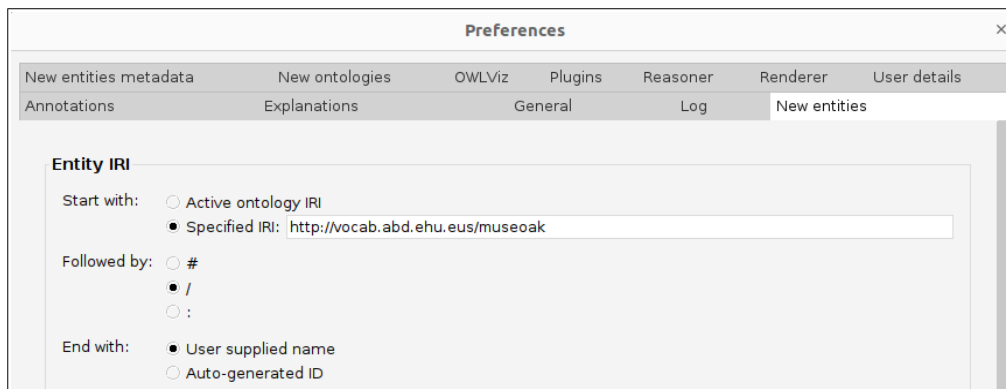 Preferences
New entities metadata New ontologies OWLViz Plugins Reasoner Renderer User details
Annotations Explanations General Log New entities
Entity IRI
Start with: Active ontology IRI
Specified IRI: http://vocab.abd.ehu.eus/museoak
Followed by: #
/
:
End with: User supplied name
Auto-generated ID